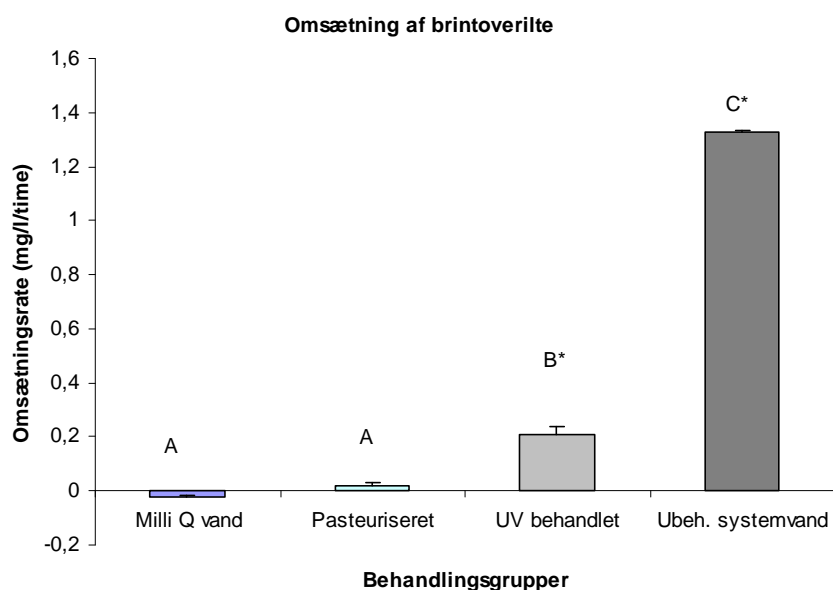 Omsætning af brintoverilte
1,6
1,4
1,2
1
0,8
0,6
0,4
0,2
0
-0,2
Omsætningsrate (mg/l/time)
A
A
B*
C*
Milli Q vand
Pasteuriseret
UV behandlet
Ubeh. systemvand
Behandlingsgrupper